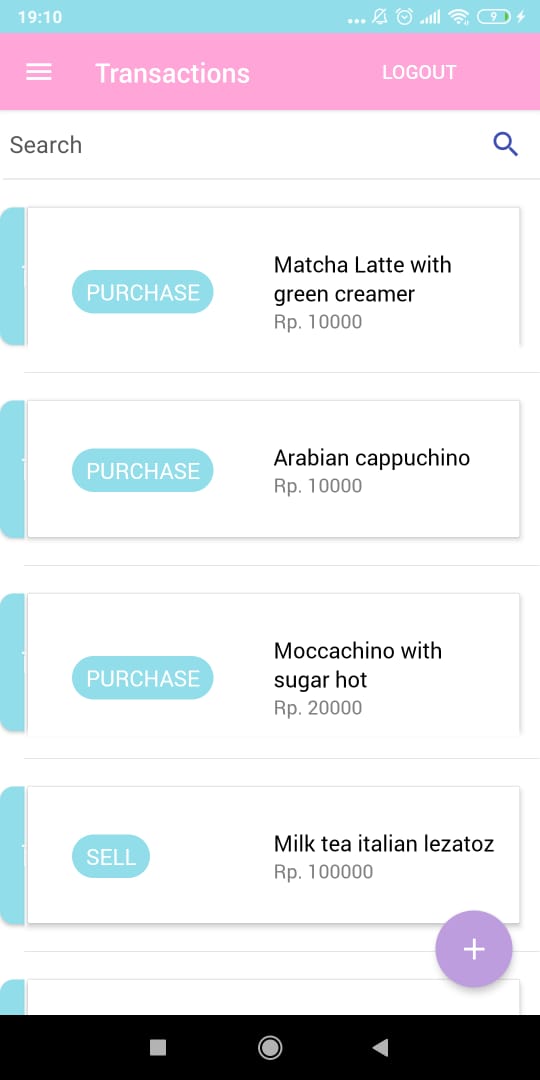 19:10
9
Transactions
LOGOUT
Search
PURCHASE
Matcha Latte with
green creamer
Rp. 10000
PURCHASE
Arabian cappuchino
Rp. 10000
PURCHASE
Moccachino with
sugar hot
Rp. 20000
SELL
Milk tea italian lezatoz
Rp. 100000